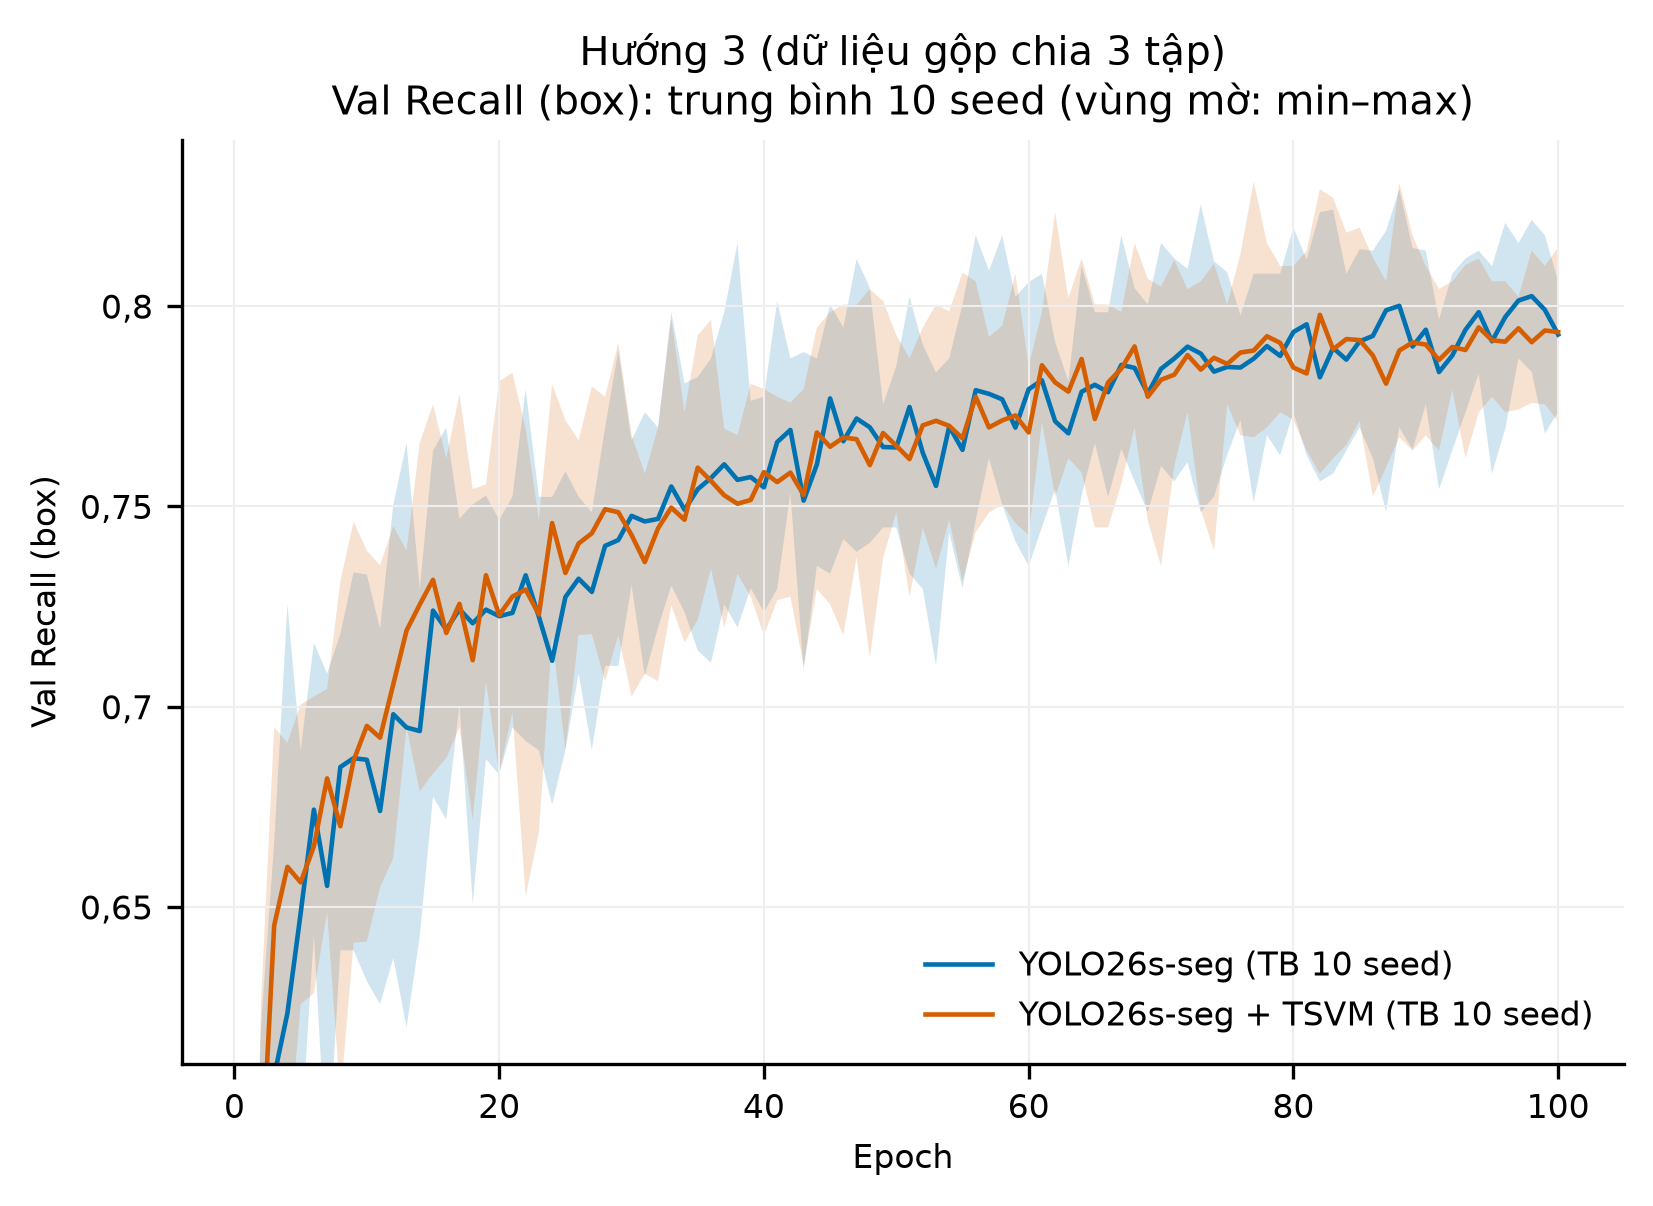 Hướng 3 (dữ liệu gộp chia 3 tập)
Val Recall (box): trung bình 10 seed (vùng mờ: min–max)
Val Recall (box)
0,8
0,75
0,7
0,65
YOLO26s-seg (TB 10 seed)
YOLO26s-seg + TSVM (TB 10 seed)
0
20
40
60
80
100
Epoch